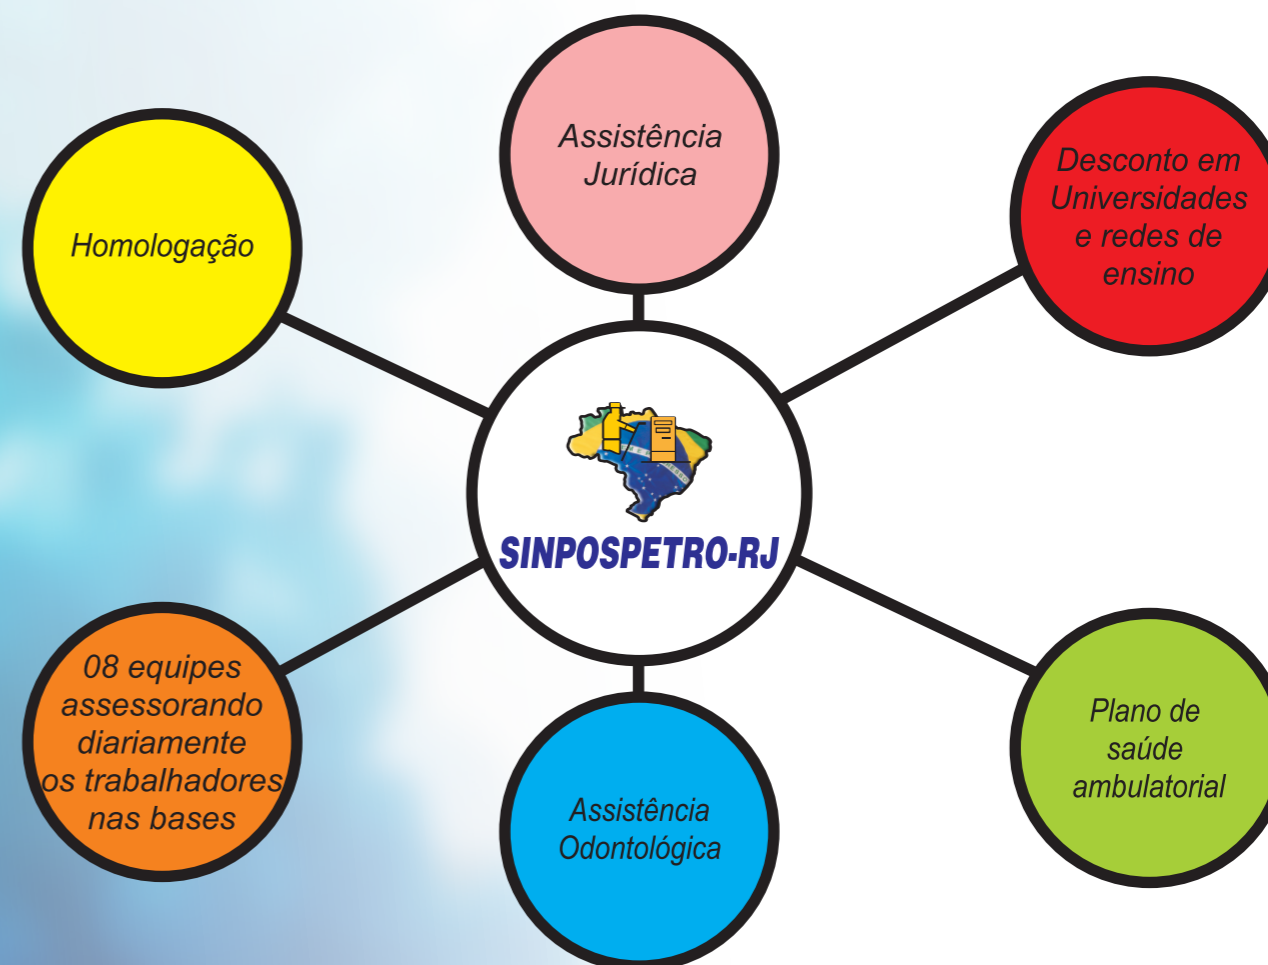 Assistência
Jurídica
Desconto em
Universidades
e redes de
ensino
Homologação
SINPOSPETRO-RJ
08 equipes
assessorando
diariamente
os trabalhadores
nas bases
Plano de
saúde
ambulatorial
Assistência
Odontológica